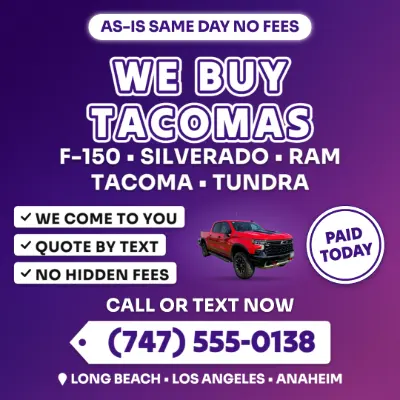 AS-IS SAME DAY NO FEES
WE BUY
TACOMAS
F-150 • SILVERADO • RAM
TACOMA • TUNDRA
✓ WE COME TO YOU
✓ QUOTE BY TEXT
✓ NO HIDDEN FEES
PAID
TODAY
CALL OR TEXT NOW
(747) 555-0138
LONG BEACH • LOS ANGELES • ANAHEIM